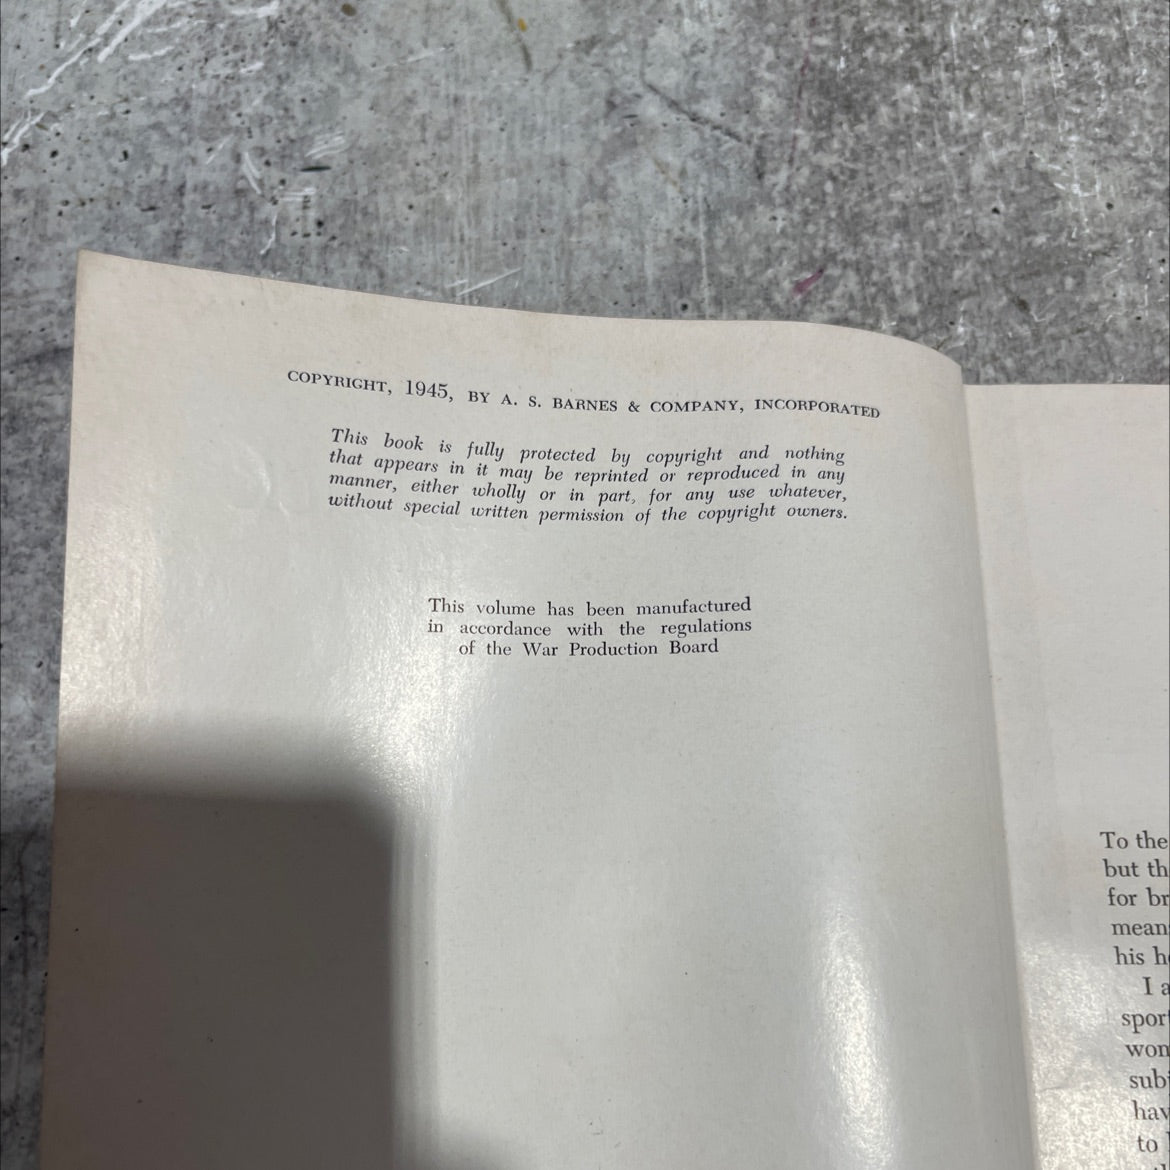 COPYRIGHT, 1945, BY A. S. BARNES & COMPANY, INCORPORATED
This book is fully protected by copyright and nothing
that appears in it may be reprinted or reproduced in any
manner, either wholly or in part, for any use whatever,
without special written permission of the copyright owners.
This volume has been manufactured
in accordance with the regulations
of the War Production Board
To the
but th
for br
mean
his h
I a
sport
won
sub
hav
to